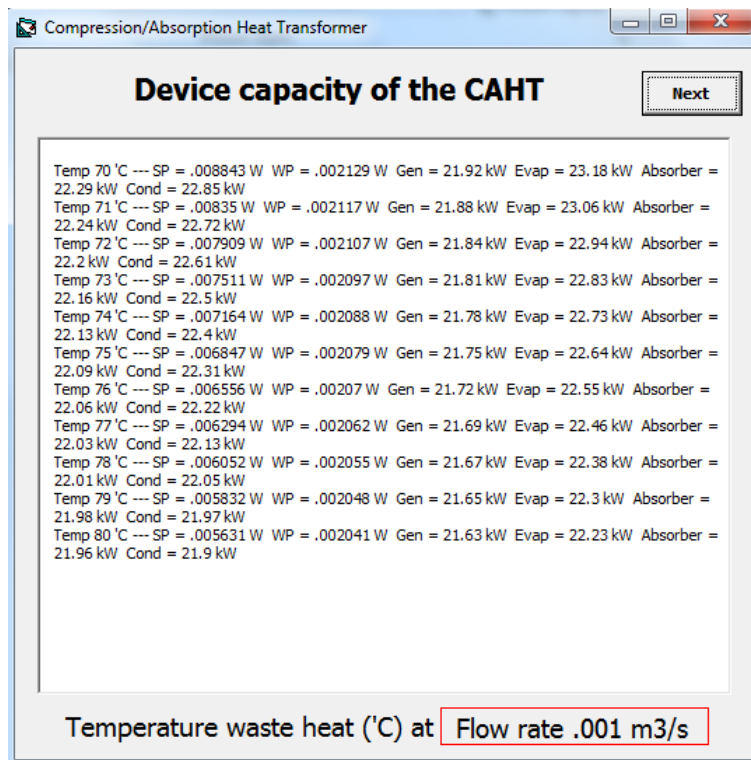 Compression/Absorption Heat Transformer
Device capacity of the CAHT
Next
Temp 70 'C --- SP = .008843 W WP = .002129 W Gen = 21.92 kW Evap = 23.18 kW Absorber =
22.29 kW Cond = 22.85 kW
Temp 71 'C --- SP = .00835 W WP = .002117 W Gen = 21.88 kW Evap = 23.06 kW Absorber =
22.24 kW Cond = 22.72 kW
Temp 72 'C --- SP = .007909 W WP = .002107 W Gen = 21.84 kW Evap = 22.94 kW Absorber =
22.2 kW Cond = 22.61 kW
Temp 73 'C --- SP = .007511 W WP = .002097 W Gen = 21.81 kW Evap = 22.83 kW Absorber =
22.16 kW Cond = 22.5 kW
Temp 74 'C --- SP = .007164 W WP = .002088 W Gen = 21.78 kW Evap = 22.73 kW Absorber =
22.13 kW Cond = 22.4 kW
Temp 75 'C --- SP = .006847 W WP = .002079 W Gen = 21.75 kW Evap = 22.64 kW Absorber =
22.09 kW Cond = 22.31 kW
Temp 76 'C --- SP = .006556 W WP = .00207 W Gen = 21.72 kW Evap = 22.55 kW Absorber =
22.06 kW Cond = 22.22 kW
Temp 77 'C --- SP = .006294 W WP = .002062 W Gen = 21.69 kW Evap = 22.46 kW Absorber =
22.03 kW Cond = 22.13 kW
Temp 78 'C --- SP = .006052 W WP = .002055 W Gen = 21.67 kW Evap = 22.38 kW Absorber =
22.01 kW Cond = 22.05 kW
Temp 79 'C --- SP = .005832 W WP = .002048 W Gen = 21.65 kW Evap = 22.3 kW Absorber =
21.98 kW Cond = 21.97 kW
Temp 80 'C --- SP = .005631 W WP = .002041 W Gen = 21.63 kW Evap = 22.23 kW Absorber =
21.96 kW Cond = 21.9 kW
Temperature waste heat ('C) at Flow rate .001 m3/s